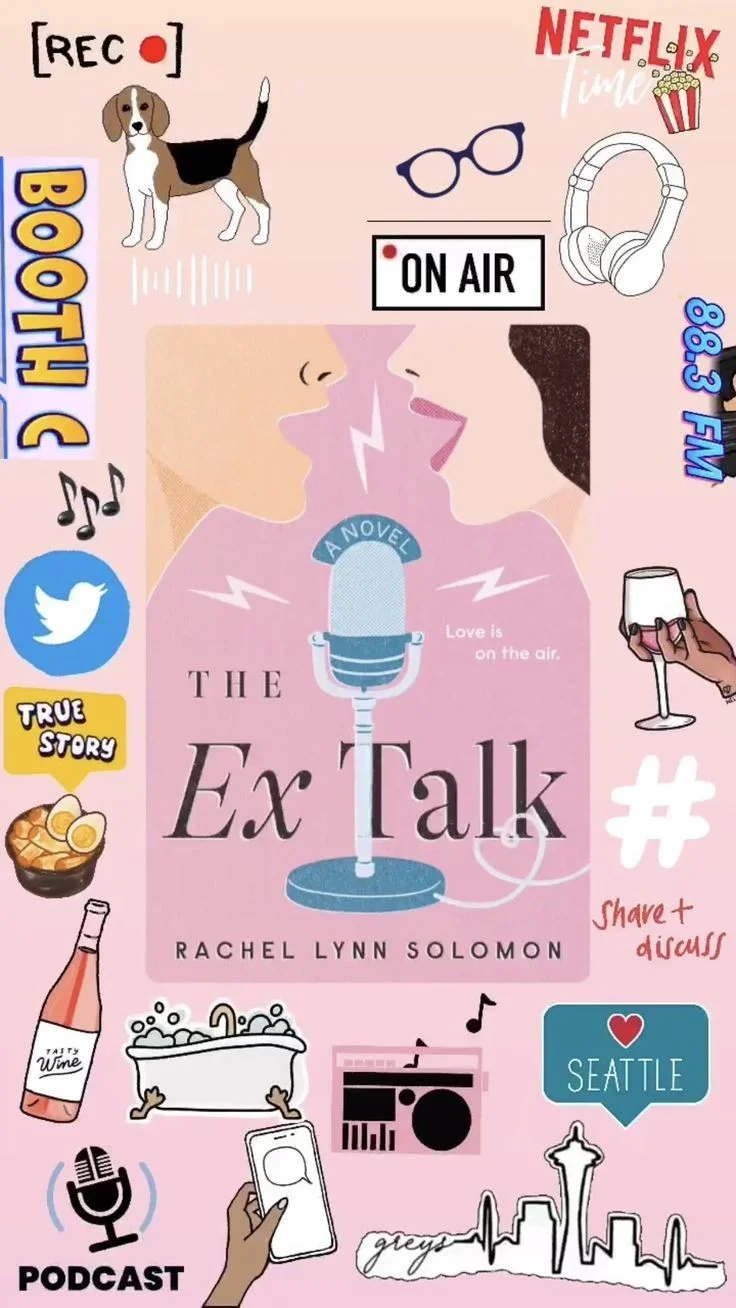 [REC ]
NETFLIX
Time
BOOTH C
ON AIR
88.3 FM
A NOVEL
Love is
on the air.
THE
Ex Talk
RACHEL LYNN SOLOMON
TRUE
STORY
#
share +
discuss
TASTY
Wine
SEATTLE
PODCAST
greys